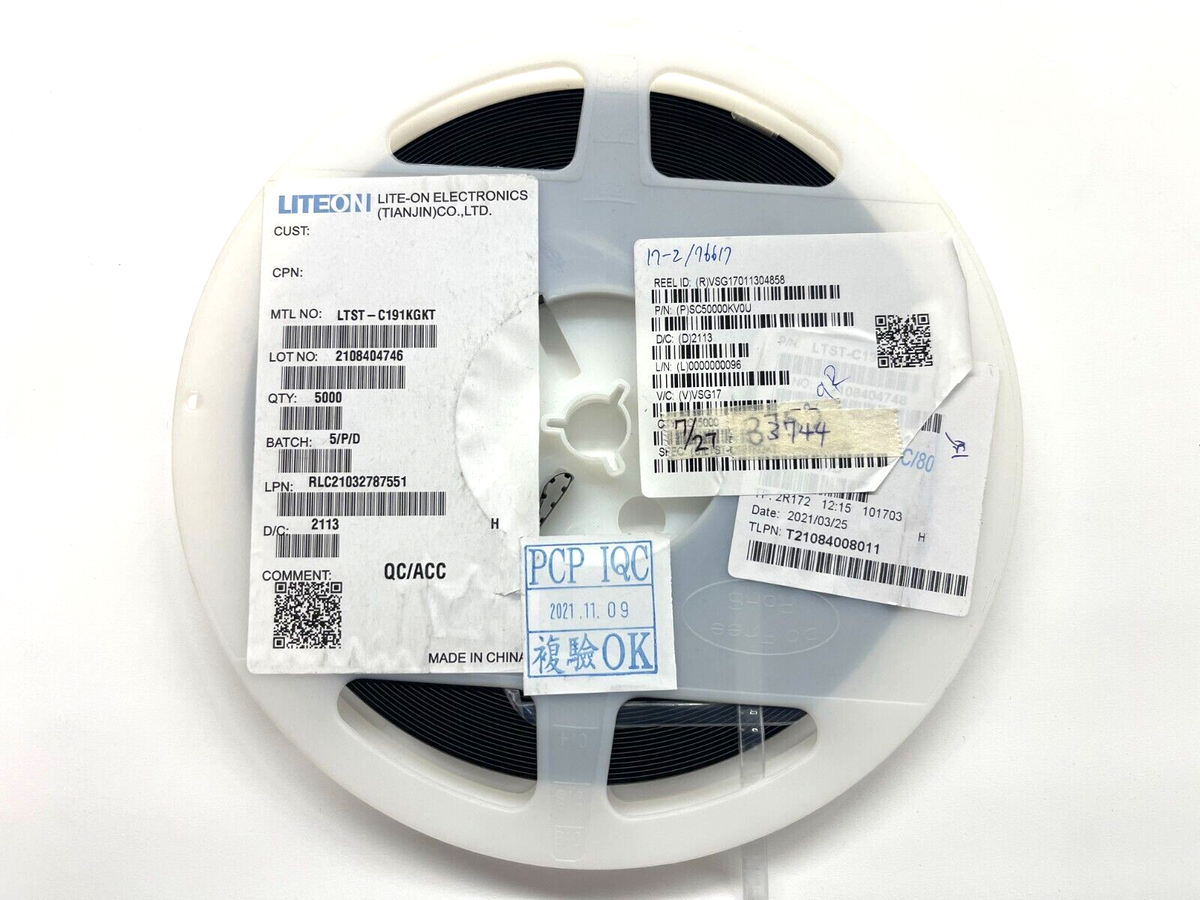 LITEON LITE-ON ELECTRONICS
(TIANJIN)CO.,LTD.
CUST:
CPN:
MTL NO: LTST-C191KGKT
LOT NO: 2108404746
QTY: 5000
BATCH: 5/P/D
LPN: RLC21032787551
D/C: 2113
H
COMMENT: QC/ACC
MADE IN CHINA
17-2/76617
REEL ID: (R)VSG17011304858
P/N: (P)SC50000KV0U
D/C: (D)2113
L/N: (L)0000000096
V/C: (V)VSG17
7/27
33744
P/N: LTST-C19
2108404746
C/80
2R172 12:15 101703
Date: 2021/03/25
H
TLPN: T21084008011
PCP IQC
2021.11.09
複驗OK